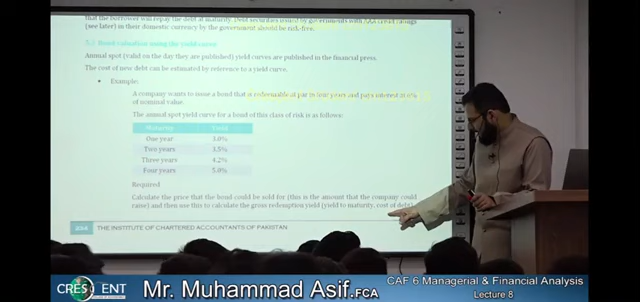 that the borrower will repay the debt at maturity. Debt securities issued by governments with AAA credit ratings
(see later) in their domestic currency by the government should be risk-free.
5.3 Bond valuation using the yield curve
Annual spot (valid on the day they are published) yield curves are published in the financial press.
The cost of new debt can be estimated by reference to a yield curve.
• Example:
A company wants to issue a bond that is redeemable at par in four years and pays interest at 6%
of nominal value.
The annual spot yield curve for a bond of this class of risk is as follows:
Maturity Yield
One year 3.0%
Two years 3.5%
Three years 4.2%
Four years 5.0%
Required
Calculate the price that the bond could be sold for (this is the amount that the company could
raise) and then use this to calculate the gross redemption yield (yield to maturity, cost of debt)
494 THE INSTITUTE OF CHARTERED ACCOUNTANTS OF PAKISTAN
CRESCENT
Mr. Muhammad Asif,FCA
CAF 6 Managerial & Financial Analysis
Lecture 8